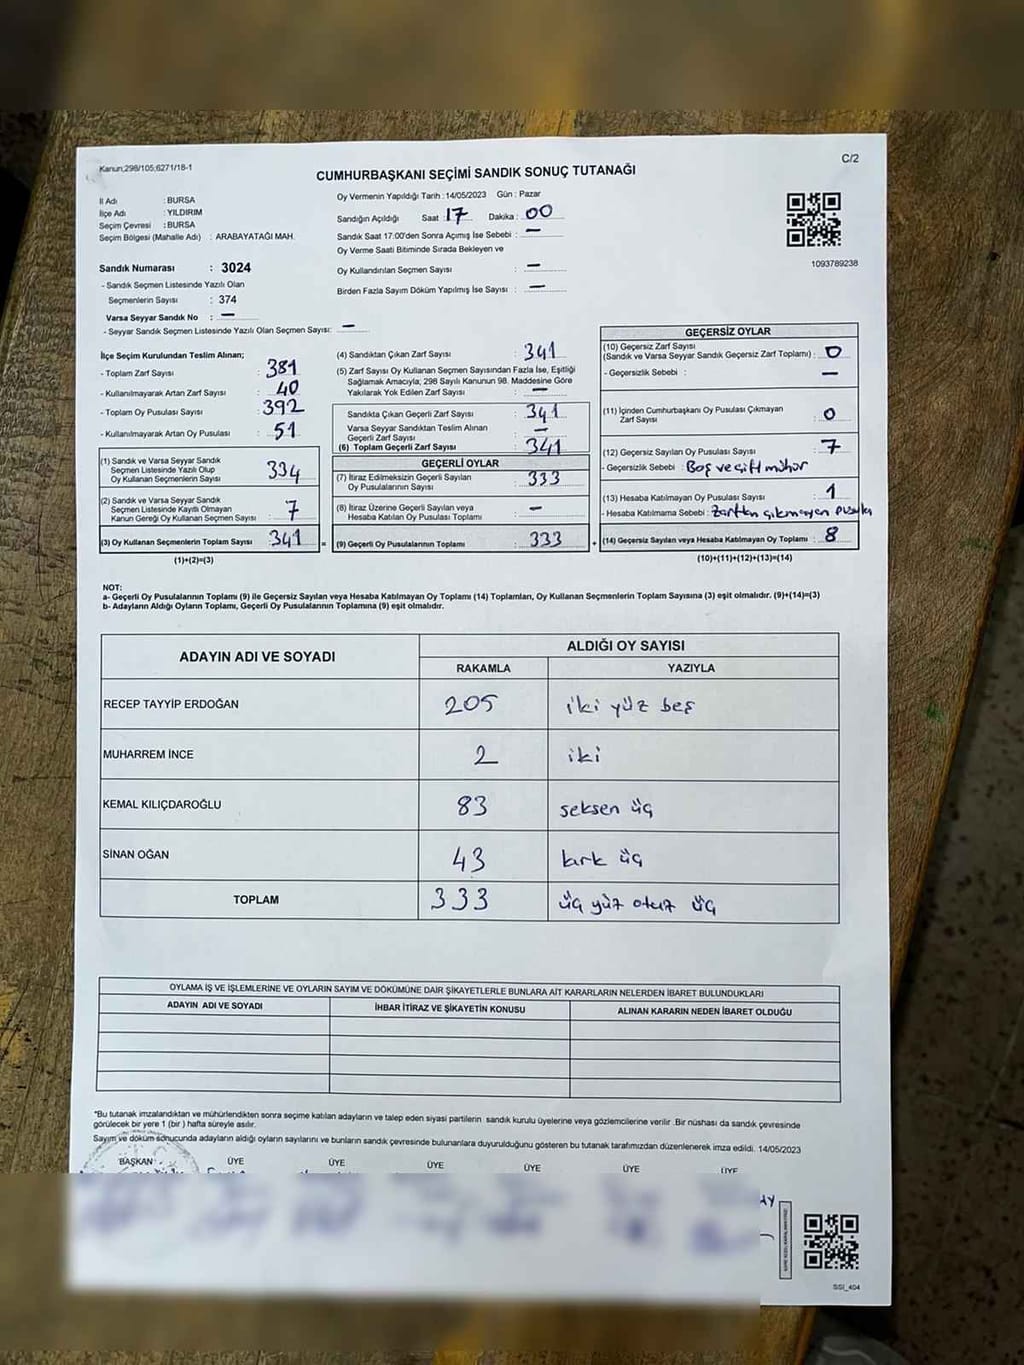 Kanun;298/105;6271/18-1
C/2
CUMHURBAŞKANI SEÇİMİ SANDIK SONUÇ TUTANAĞI
İl Adı : BURSA
İlçe Adı : YILDIRIM
Seçim Çevresi : BURSA
Seçim Bölgesi (Mahalle Adı) : ARABAYATAĞI MAH.
Sandık Numarası : 3024
- Sandık Seçmen Listesinde Yazılı Olan
Seçmenlerin Sayısı : 374
Varsa Seyyar Sandık No : —
- Seyyar Sandık Seçmen Listesinde Yazılı Olan Seçmen Sayısı: —
Oy Vermenin Yapıldığı Tarih : 14/05/2023 Gün : Pazar
Sandığın Açıldığı Saat : 17 Dakika : 00
Sandık Saat 17:00'den Sonra Açımış İse Sebebi : —
Oy Verme Saati Bitiminde Sırada Bekleyen ve
Oy Kullandırılan Seçmen Sayısı : —
Birden Fazla Sayım Döküm Yapılmış İse Sayısı : —
1093789238
İlçe Seçim Kurulundan Teslim Alınan;
- Toplam Zarf Sayısı : 381
- Kullanılmayarak Artan Zarf Sayısı : 40
- Toplam Oy Pusulası Sayısı : 392
- Kullanılmayarak Artan Oy Pusulası : 51
(1) Sandık ve Varsa Seyyar Sandık
Seçmen Listesinde Yazılı Olup
Oy Kullanan Seçmenlerin Sayısı : 334
(2) Sandık ve Varsa Seyyar Sandık
Seçmen Listesinde Kayıtlı Olmayan
Kanun Gereği Oy Kullanan Seçmen Sayısı : 7
(3) Oy Kullanan Seçmenlerin Toplam Sayısı : 341
(1)+(2)=(3)
(4) Sandıktan Çıkan Zarf Sayısı : 341
(5) Zarf Sayısı Oy Kullanan Seçmen Sayısından Fazla İse, Eşitliği
Sağlamak Amacıyla; 298 Sayılı Kanunun 98. Maddesine Göre
Yakılarak Yok Edilen Zarf Sayısı : —
Sandıkta Çıkan Geçerli Zarf Sayısı : 341
Varsa Seyyar Sandıktan Teslim Alınan
Geçerli Zarf Sayısı : —
(6) Toplam Geçerli Zarf Sayısı : 341
GEÇERLİ OYLAR
(7) İtiraz Edilmeksizin Geçerli Sayılan
Oy Pusulalarının Sayısı : 333
(8) İtiraz Üzerine Geçerli Sayılan veya
Hesaba Katılan Oy Pusulası Toplamı : —
= (9) Geçerli Oy Pusulalarının Toplamı : 333
GEÇERSİZ OYLAR
(10) Geçersiz Zarf Sayısı
(Sandık ve Varsa Seyyar Sandık Geçersiz Zarf Toplamı) : 0
- Geçersizlik Sebebi : —
(11) İçinden Cumhurbaşkanı Oy Pusulası Çıkmayan
Zarf Sayısı : 0
(12) Geçersiz Sayılan Oy Pusulası Sayısı : 7
- Geçersizlik Sebebi : Boş ve çift mühür
(13) Hesaba Katılmayan Oy Pusulası Sayısı : 1
- Hesaba Katılmama Sebebi : Zarftan çıkmayan pusula
+ (14) Geçersiz Sayılan veya Hesaba Katılmayan Oy Toplamı : 8
(10)+(11)+(12)+(13)=(14)
NOT:
a- Geçerli Oy Pusulalarının Toplamı (9) ile Geçersiz Sayılan veya Hesaba Katılmayan Oy Toplamı (14) Toplamları, Oy Kullanan Seçmenlerin Toplam Sayısına (3) eşit olmalıdır. (9)+(14)=(3)
b- Adayların Aldığı Oyların Toplamı, Geçerli Oy Pusulalarının Toplamına (9) eşit olmalıdır.
ADAYIN ADI VE SOYADI
ALDIĞI OY SAYISI
RAKAMLA YAZIYLA
RECEP TAYYİP ERDOĞAN 205 iki yüz beş
MUHARREM İNCE 2 iki
KEMAL KILIÇDAROĞLU 83 seksen üç
SİNAN OĞAN 43 kırk üç
TOPLAM 333 üç yüz otuz üç
OYLAMA İŞ VE İŞLEMLERİNE VE OYLARIN SAYIM VE DÖKÜMÜNE DAİR ŞİKAYETLERLE BUNLARA AİT KARARLARIN NELERDEN İBARET BULUNDUKLARI
ADAYIN ADI VE SOYADI İHBAR İTİRAZ VE ŞİKAYETİN KONUSU ALINAN KARARIN NEDEN İBARET OLDUĞU
"Bu tutanak imzalandıktan ve mühürlendikten sonra seçime katılan adayların ve talep eden siyasi partilerin sandık kurulu üyelerine veya gözlemcilerine verilir. Bir nüshası da sandık çevresinde
görülecek bir yere 1 (bir) hafta süreyle asılır.
Sayım ve döküm sonucunda adayların aldığı oyların sayılarını ve bunların sandık çevresinde bulunanlara duyurulduğunu gösteren bu tutanak tarafımızdan düzenlenerek imza edildi. 14/05/2023
BAŞKAN ÜYE ÜYE ÜYE ÜYE ÜYE ÜYE
SSI_404